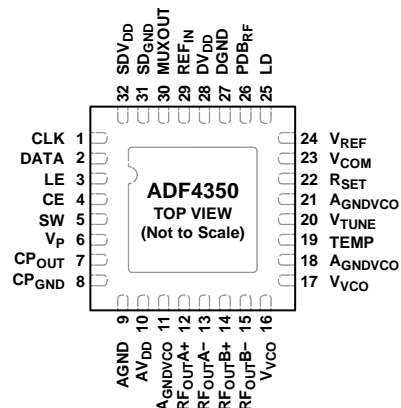 SDVDD
SDGND
MUXOUT
REFIN
DVDD
DGND
PDBRF
LD
32
31
30
29
28
27
26
25
CLK 1
DATA 2
LE 3
CE 4
SW 5
VP 6
CPOUT 7
CPGND 8
ADF4350
TOP VIEW
(Not to Scale)
24 VREF
23 VCOM
22 RSET
21 AGNDVCO
20 VTUNE
19 TEMP
18 AGNDVCO
17 VVCO
9
10
11
12
13
14
15
16
AGND
AVDD
AGNDVCO
RFOUTA+
RFOUTA−
RFOUTB+
RFOUTB−
VVCO